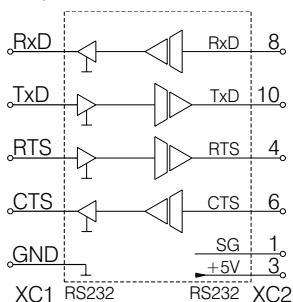 RxD RxD 8
TxD TxD 10
RTS RTS 4
CTS CTS 6
SG 1
GND +5V 3
XC1 RS232 RS232 XC2